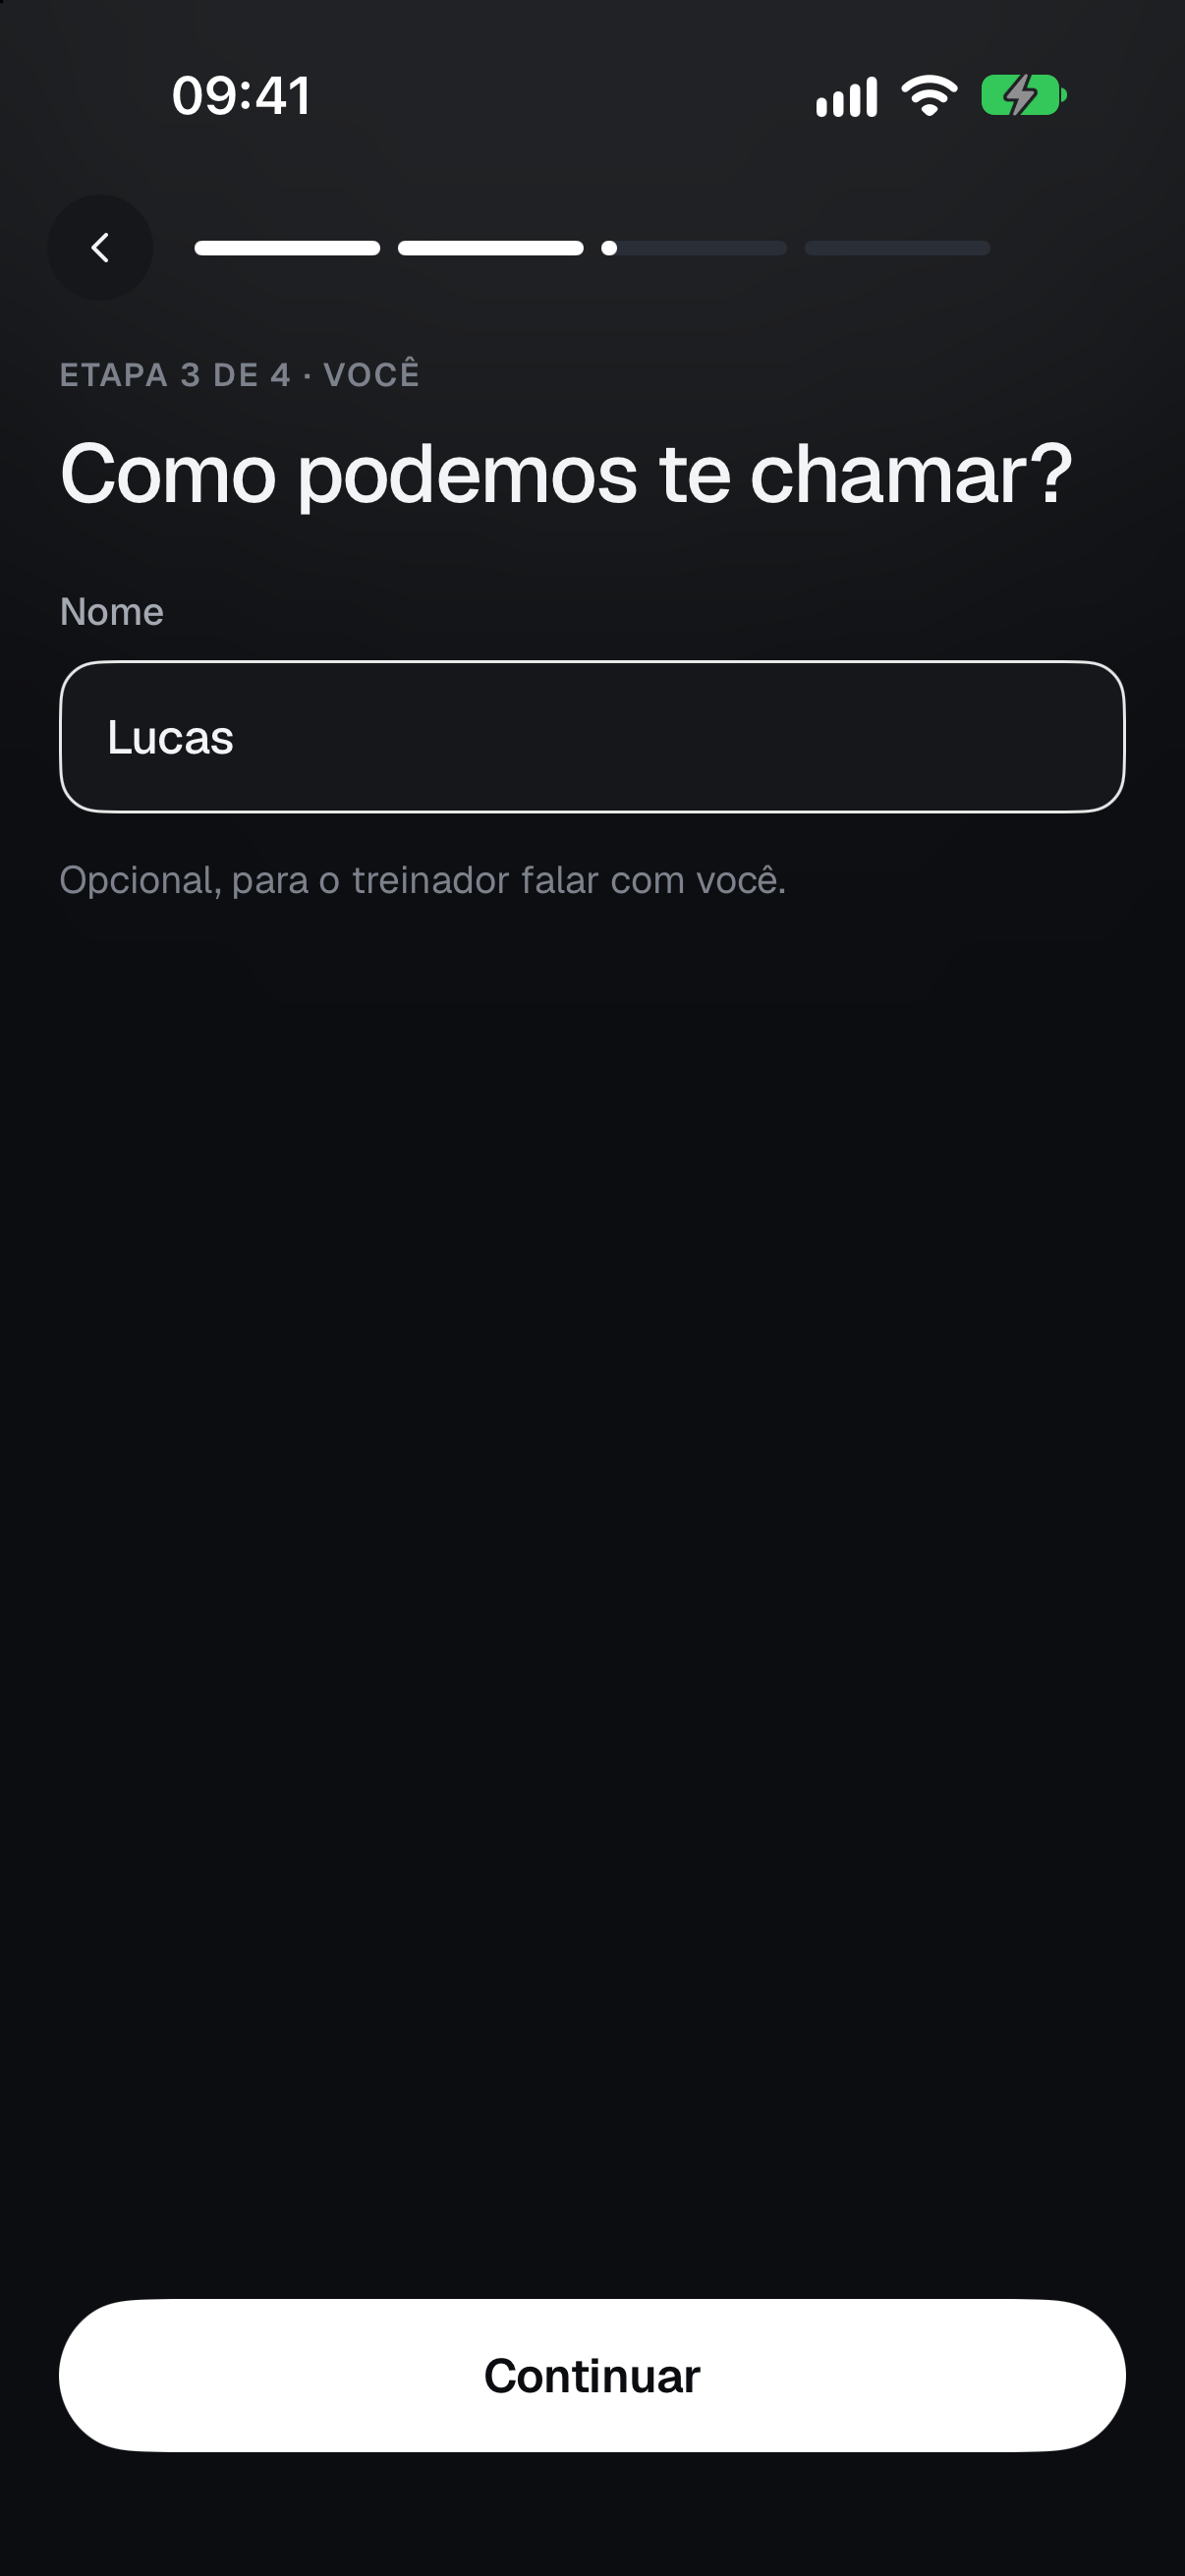 09:41
ETAPA 3 DE 4 · VOCÊ
Como podemos te chamar?
Nome
Lucas
Opcional, para o treinador falar com você.
Continuar